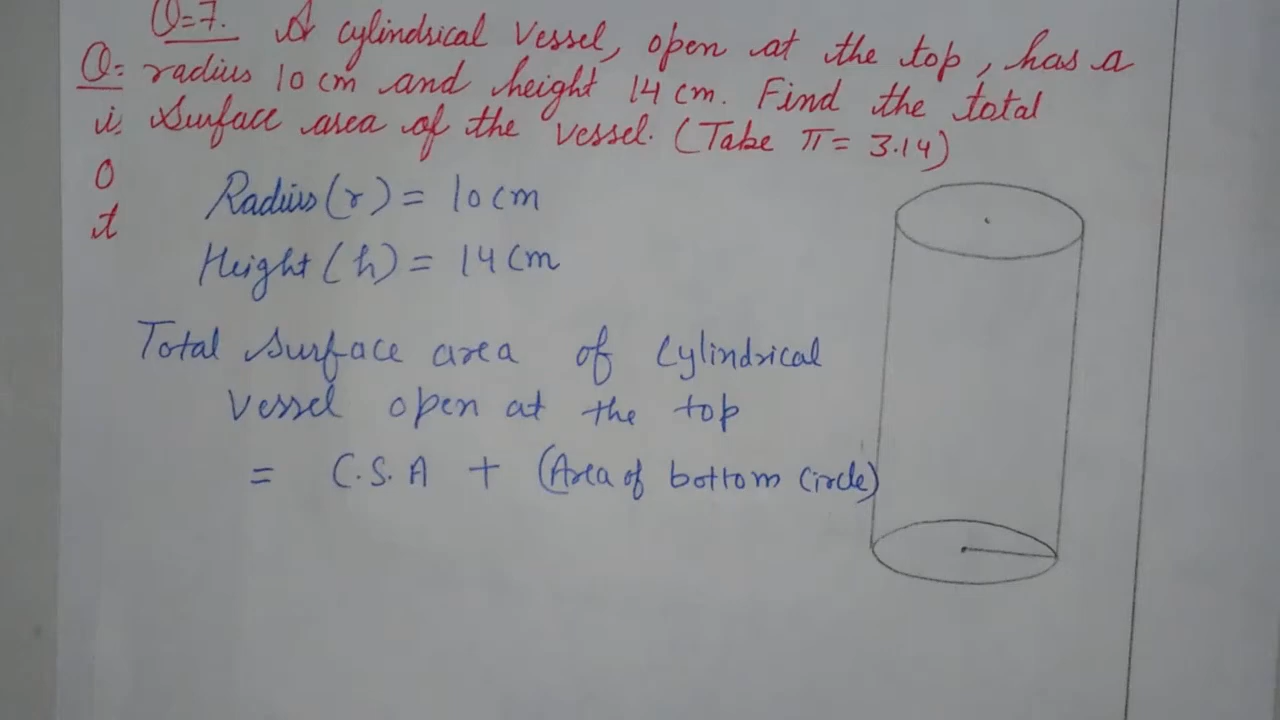 Q=7. A cylindrical vessel, open at the top, has a
Q= radius 10 cm and height 14 cm. Find the total
is surface area of the vessel. (Take π = 3.14)
O
t
Radius (r) = 10 cm
Height (h) = 14 cm
Total surface area of cylindrical
vessel open at the top
= C.S.A + (Area of bottom circle)